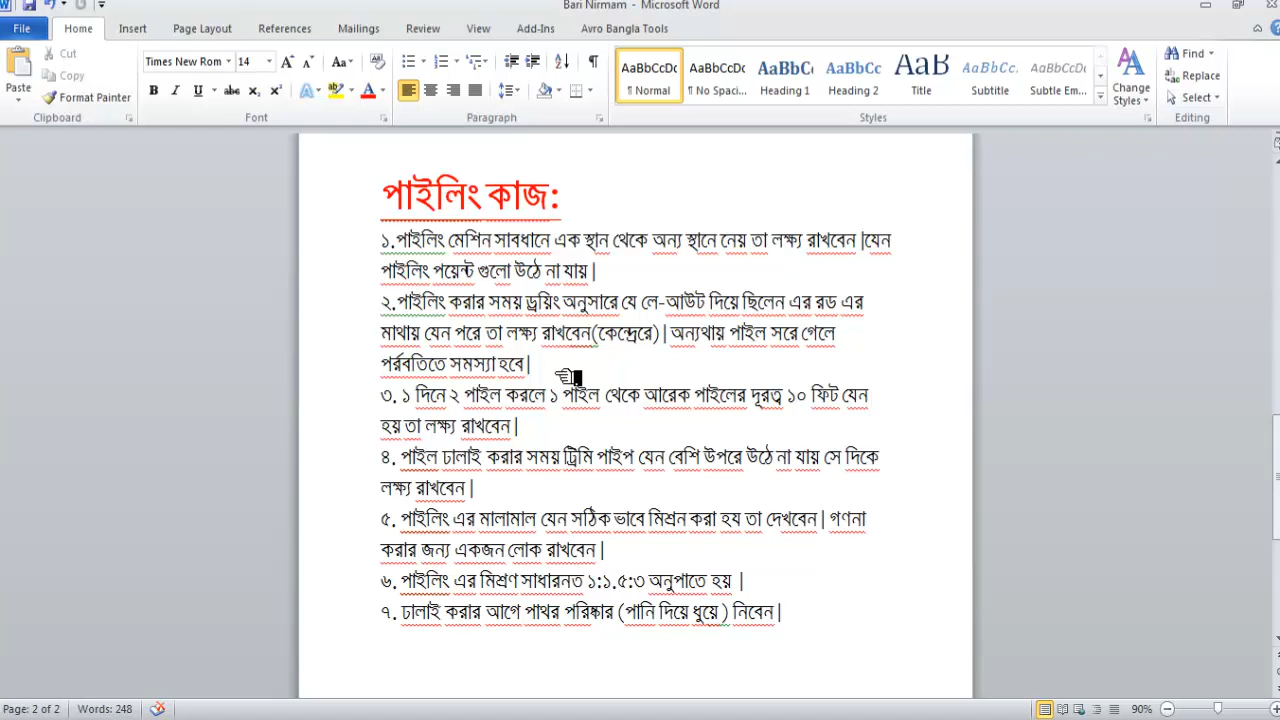 Bari Nirmam - Microsoft Word
File Home Insert Page Layout References Mailings Review View Add-Ins Avro Bangla Tools
Paste Cut Copy Format Painter Clipboard
Times New Rom 14 Font
Paragraph
AaBbCcDc ¶ Normal AaBbCcDc ¶ No Spaci... AaBbC Heading 1 AaBbCc Heading 2 AaB Title AaBbCc Subtitle AaBbCcDc Subtle Em... Change Styles Styles
Find Replace Select Editing
পাইলিং কাজ:
১.পাইলিং মেশিন সাবধানে এক স্থান থেকে অন্য স্থানে নেয় তা লক্ষ্য রাখবেন |যেন
পাইলিং পয়েন্ট গুলো উঠে না যায় |
২.পাইলিং করার সময় ড্রয়িং অনুসারে যে লে-আউট দিয়ে ছিলেন এর রড এর
মাথায় যেন পরে তা লক্ষ্য রাখবেন(কেন্দ্রেরে)| অন্যথায় পাইল সরে গেলে
পর্রবতিতে সমস্যা হবে|
৩. ১ দিনে ২ পাইল করলে ১ পাইল থেকে আরেক পাইলের দূরত্ব ১০ ফিট যেন
হয় তা লক্ষ্য রাখবেন |
৪. পাইল ঢালাই করার সময় ট্রিমি পাইপ যেন বেশি উপরে উঠে না যায় সে দিকে
লক্ষ্য রাখবেন |
৫. পাইলিং এর মালামাল যেন সঠিক ভাবে মিশ্রন করা হয তা দেখবেন | গণনা
করার জন্য একজন লোক রাখবেন |
৬. পাইলিং এর মিশ্রণ সাধারনত ১:১.৫:৩ অনুপাতে হয় |
৭. ঢালাই করার আগে পাথর পরিষ্কার (পানি দিয়ে ধুয়ে ) নিবেন |
Page: 2 of 2 Words: 248 90%